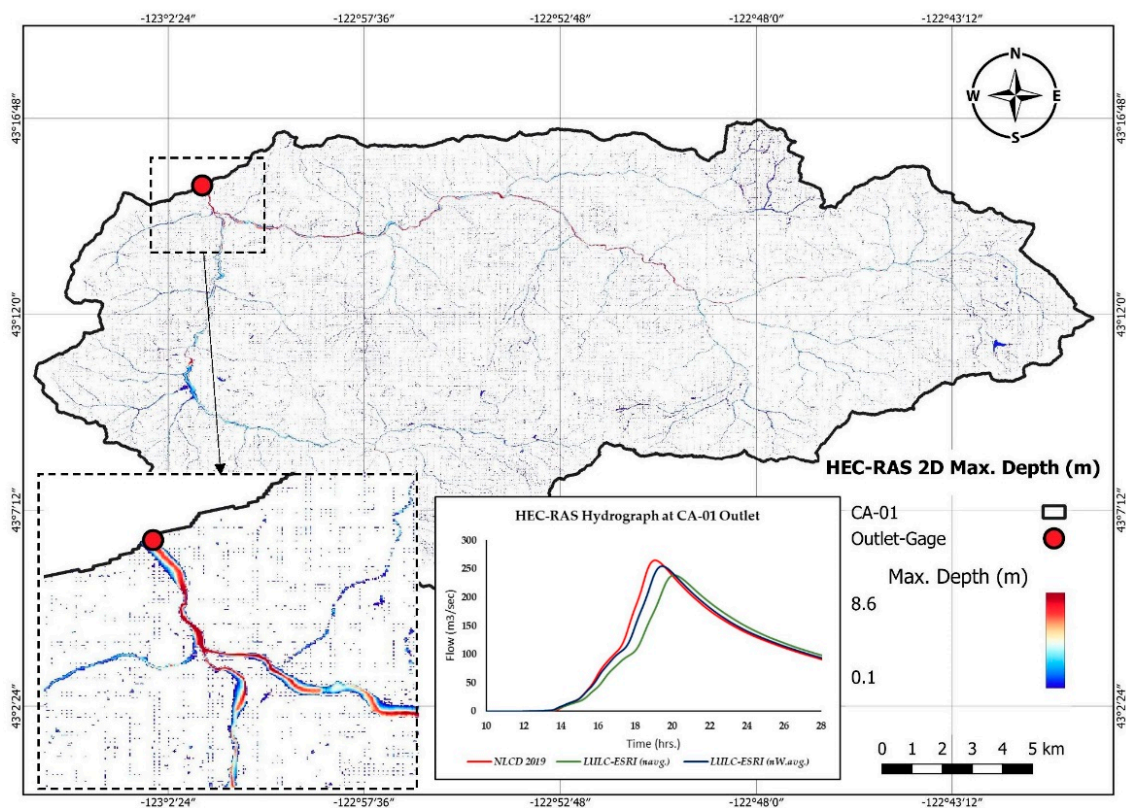 -123°2'24" -122°57'36" -122°52'48" -122°48'0" -122°43'12"
N
W E
S
43°16'48" 43°16'48"
43°12'0" 43°12'0"
HEC-RAS 2D Max. Depth (m)
43°7'12" 43°7'12"
CA-01
Outlet-Gage
Max. Depth (m)
8.6
0.1
43°2'24" 43°2'24"
0 1 2 3 4 5 km
HEC-RAS Hydrograph at CA-01 Outlet
Flow (m3/sec)
300
250
200
150
100
50
0
10 12 14 16 18 20 22 24 26 28
Time (hrs.)
NLCD 2019 LULC-ESRI (navg.) LULC-ESRI (nW.avg.)
-123°2'24" -122°57'36" -122°52'48" -122°48'0" -122°43'12"